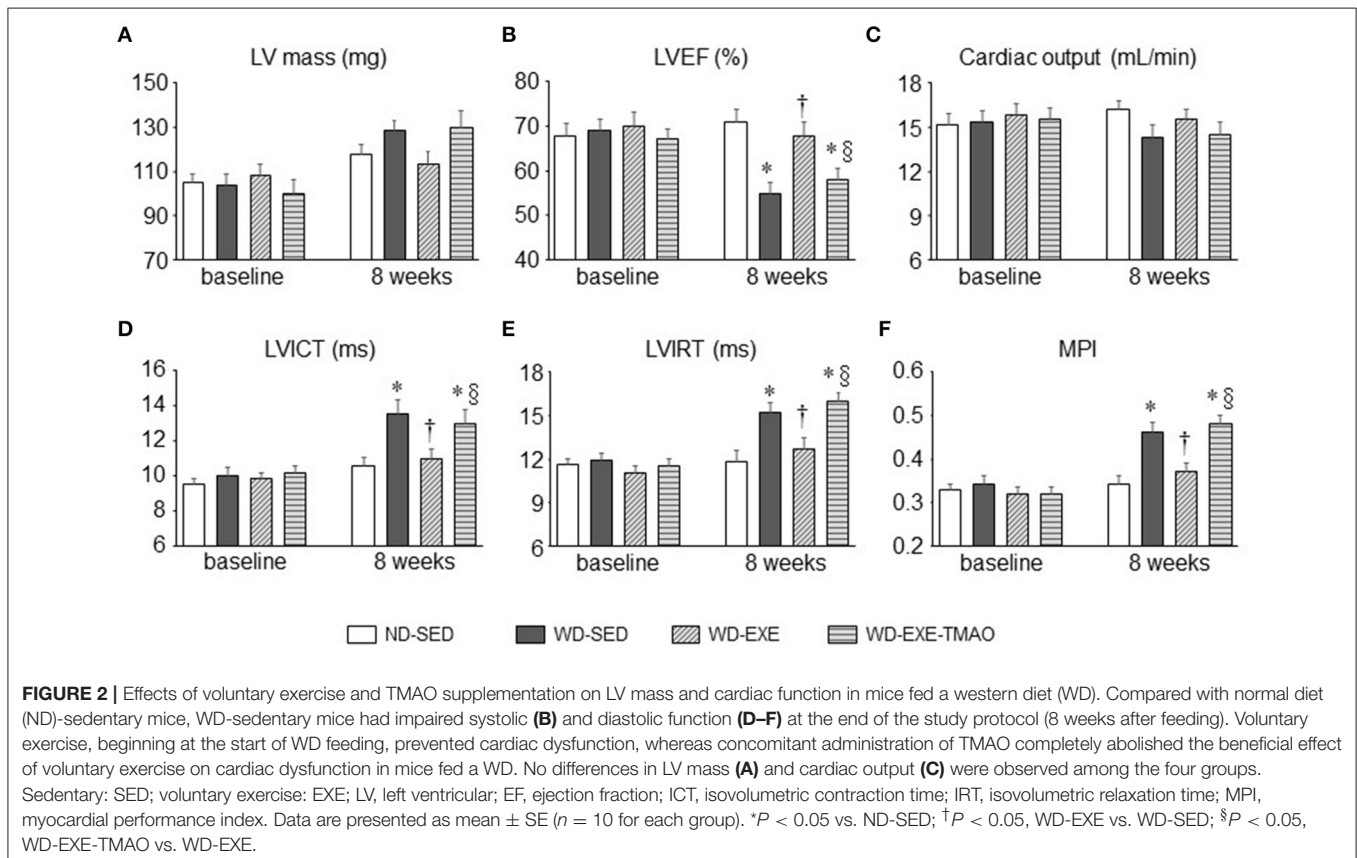 A
LV mass (mg)
150
130
110
90
70
baseline
8 weeks
B
LVEF (%)
80
70
60
50
40
†
*
* §
baseline
8 weeks
C
Cardiac output (mL/min)
18
15
12
9
6
baseline
8 weeks
D
LVICT (ms)
16
14
12
10
8
6
*
†
* §
baseline
8 weeks
E
LVIRT (ms)
18
15
12
9
6
*
†
* §
baseline
8 weeks
F
MPI
0.6
0.5
0.4
0.3
0.2
*
†
* §
baseline
8 weeks
ND-SED WD-SED WD-EXE WD-EXE-TMAO
FIGURE 2 | Effects of voluntary exercise and TMAO supplementation on LV mass and cardiac function in mice fed a western diet (WD). Compared with normal diet
(ND)-sedentary mice, WD-sedentary mice had impaired systolic (B) and diastolic function (D–F) at the end of the study protocol (8 weeks after feeding). Voluntary
exercise, beginning at the start of WD feeding, prevented cardiac dysfunction, whereas concomitant administration of TMAO completely abolished the beneficial effect
of voluntary exercise on cardiac dysfunction in mice fed a WD. No differences in LV mass (A) and cardiac output (C) were observed among the four groups.
Sedentary: SED; voluntary exercise: EXE; LV, left ventricular; EF, ejection fraction; ICT, isovolumetric contraction time; IRT, isovolumetric relaxation time; MPI,
myocardial performance index. Data are presented as mean ± SE (n = 10 for each group). *P < 0.05 vs. ND-SED; †P < 0.05, WD-EXE vs. WD-SED; §P < 0.05,
WD-EXE-TMAO vs. WD-EXE.